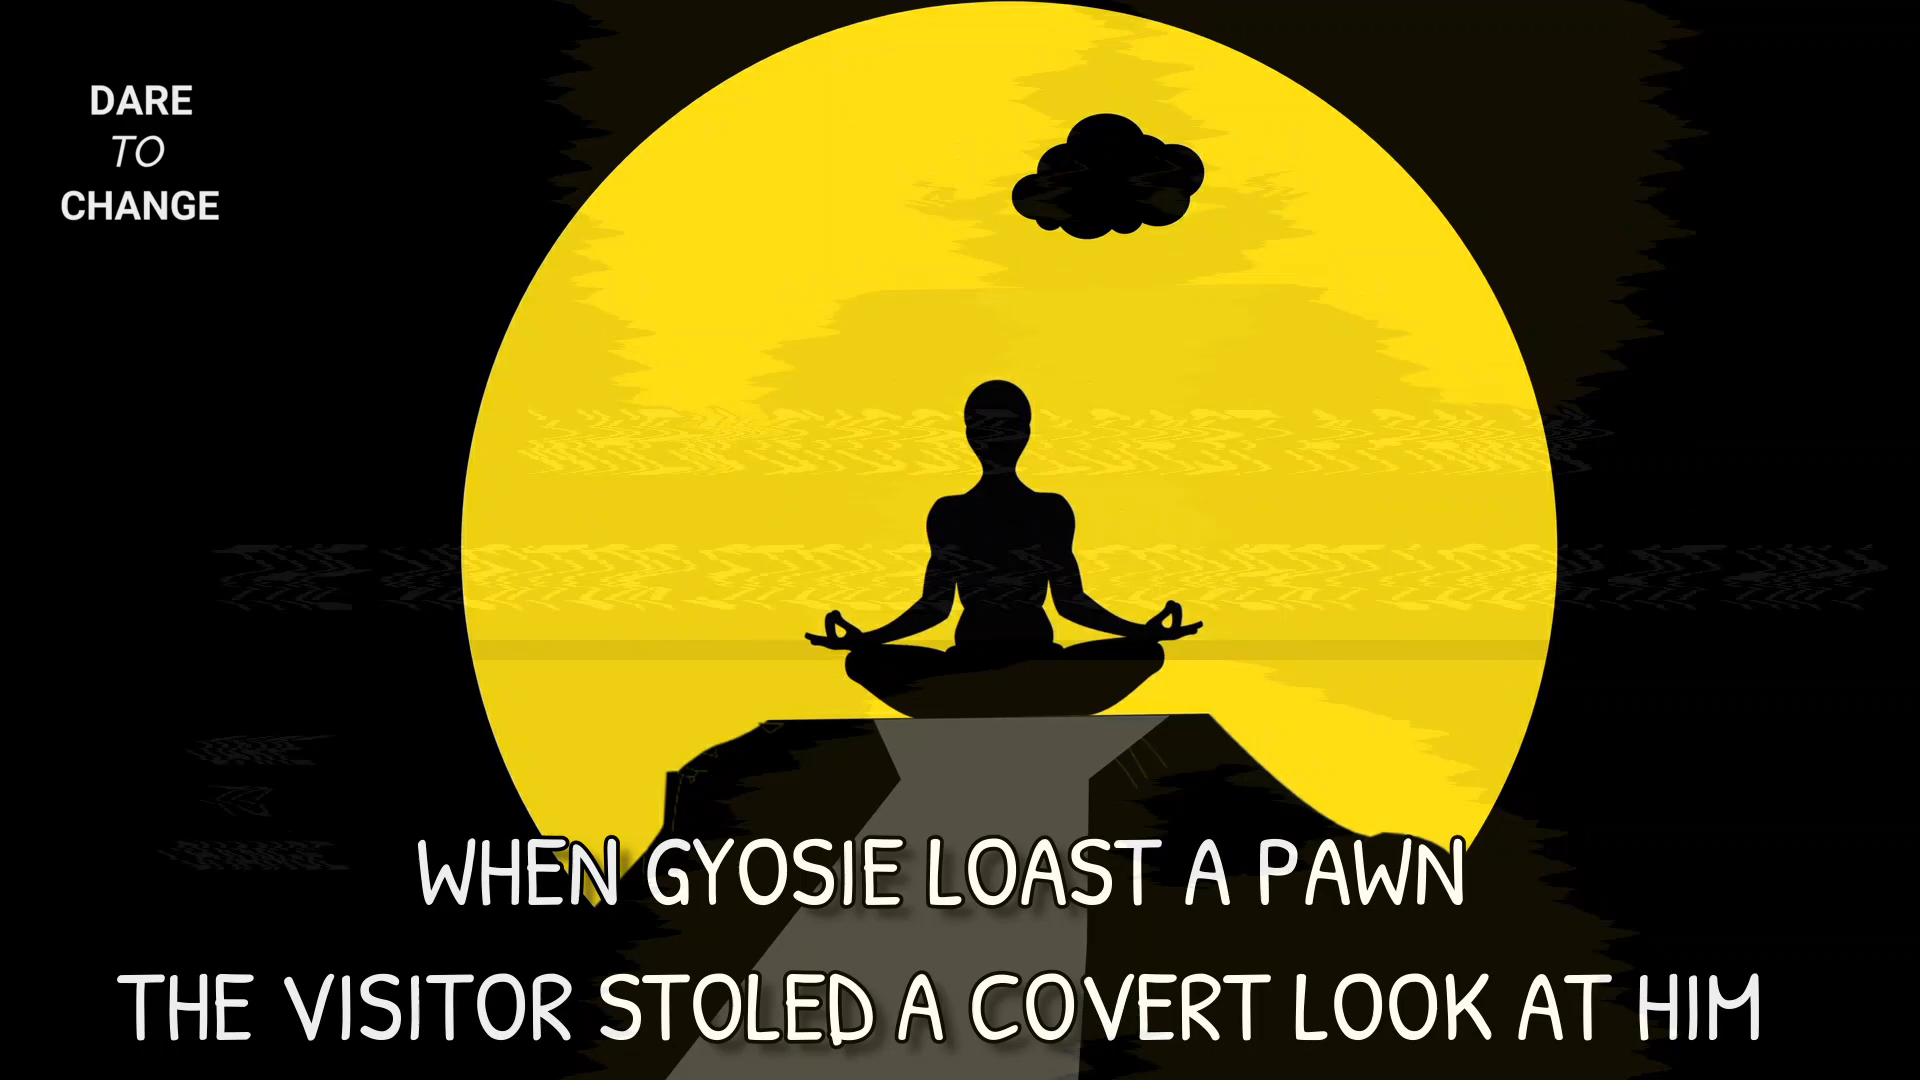 DARE
TO
CHANGE
WHEN GYOSIE LOAST A PAWN
THE VISITOR STOLED A COVERT LOOK AT HIM